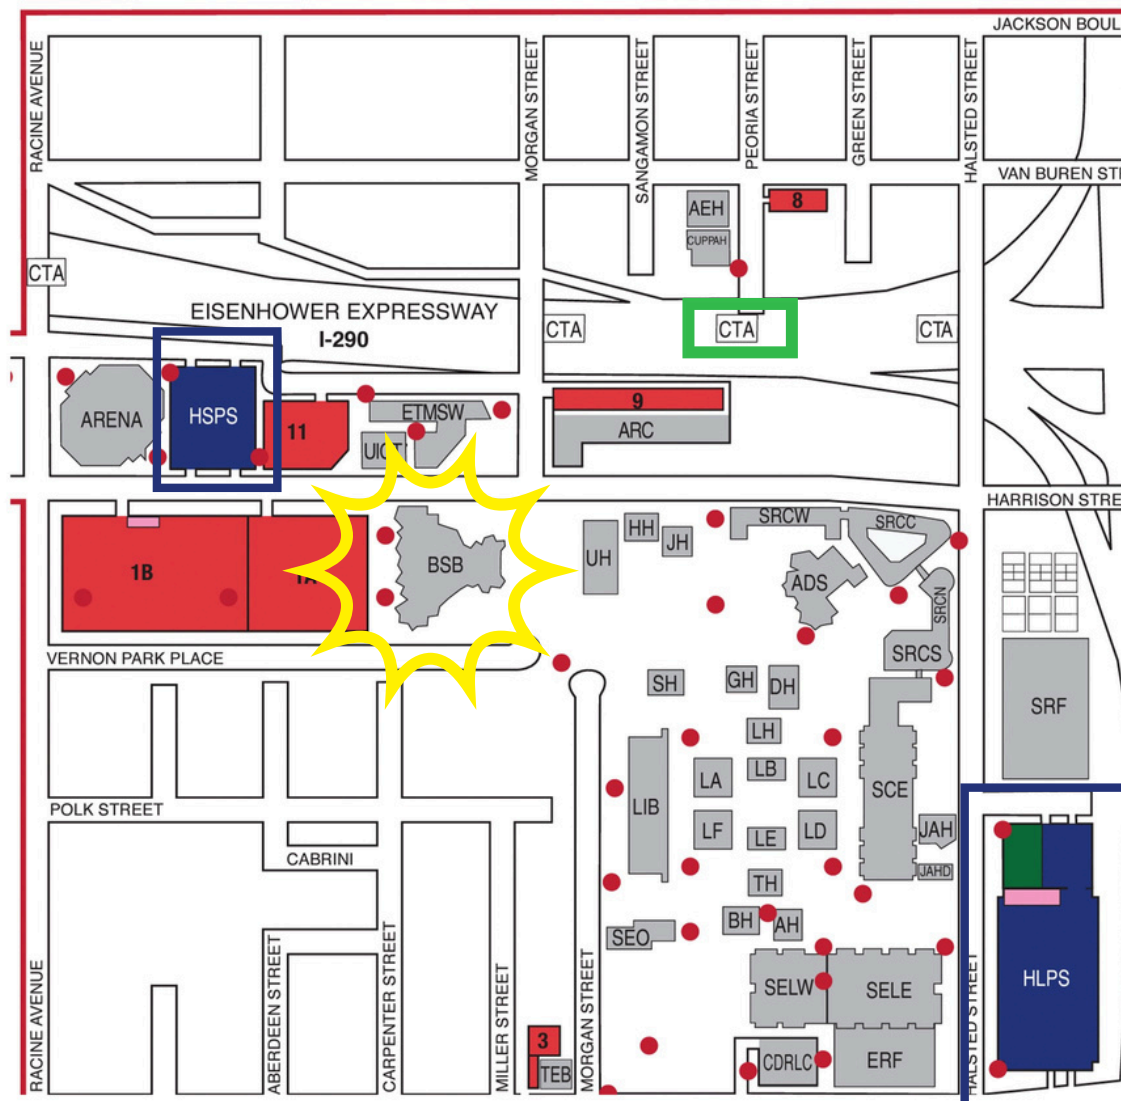 JACKSON BOUL
RACINE AVENUE
MORGAN STREET
SANGAMON STREET
PEORIA STREET
GREEN STREET
HALSTED STREET
VAN BUREN STR
AEH
8
CUPPAH
CTA
EISENHOWER EXPRESSWAY
I-290
CTA
CTA
CTA
ARENA
HSPS
11
ETMSW
UICT
9
ARC
HARRISON STRE
1B
1A
BSB
UH
HH
JH
SRCW
SRCC
ADS
SRCN
SRCS
VERNON PARK PLACE
SH
GH
DH
SRF
LH
LA
LB
LC
SCE
LIB
POLK STREET
LF
LE
LD
JAH
CABRINI
TH
JAHD
BH
AH
SEO
SELW
SELE
HLPS
RACINE AVENUE
ABERDEEN STREET
CARPENTER STREET
MILLER STREET
MORGAN STREET
HALSTED STREET
3
TEB
CDRLC
ERF